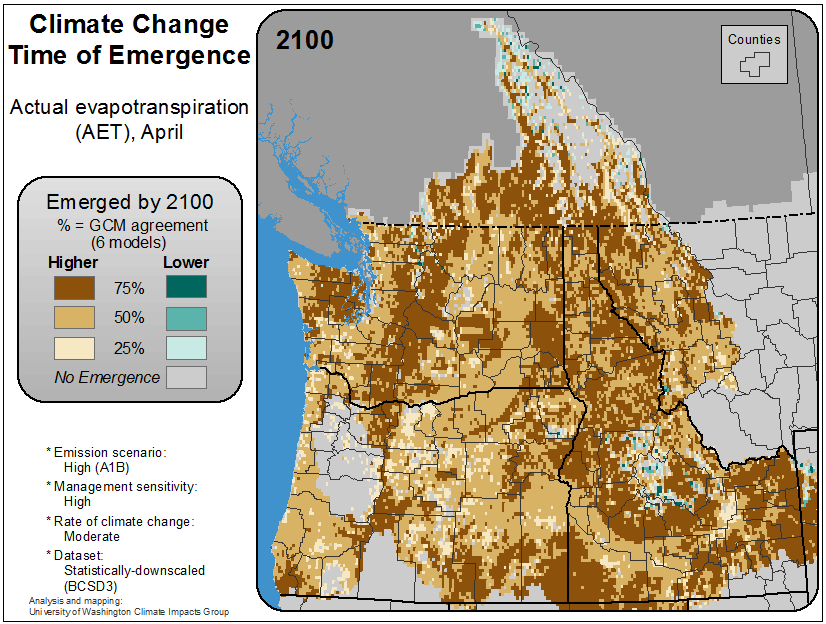 Climate Change
Time of Emergence
Actual evapotranspiration
(AET), April
Emerged by 2100
% = GCM agreement
(6 models)
Higher Lower
75%
50%
25%
No Emergence
* Emission scenario:
High (A1B)
* Management sensitivity:
High
* Rate of climate change:
Moderate
* Dataset:
Statistically-downscaled
(BCSD3)
Analysis and mapping:
University of Washington Climate Impacts Group
2100
Counties